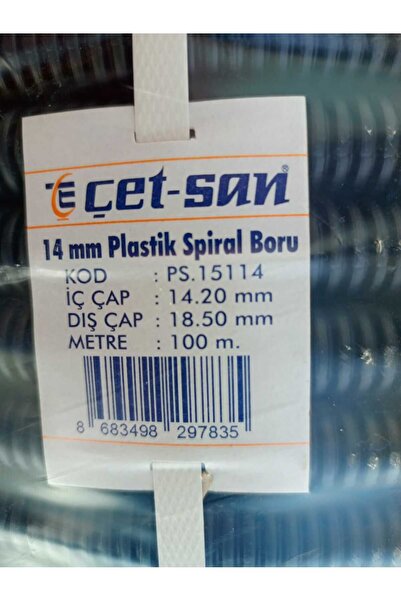 çet-san®
14 mm Plastik Spiral Boru
KOD : PS.15114
İÇ ÇAP : 14.20 mm
DIŞ ÇAP : 18.50 mm
METRE : 100 m.
8 683498 297835